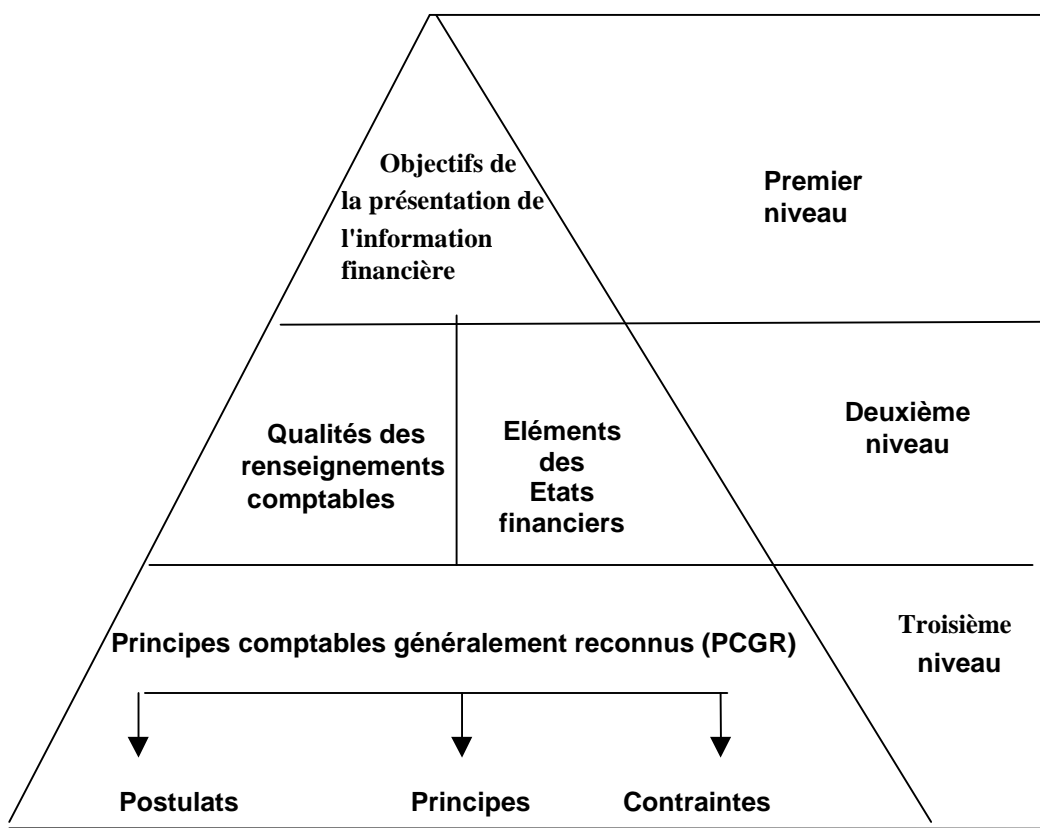 Objectifs de
la présentation de
l'information
financière
Premier
niveau
Qualités des
renseignements
comptables
Eléments
des
Etats
financiers
Deuxième
niveau
Principes comptables généralement reconnus (PCGR)
Troisième
niveau
Postulats
Principes
Contraintes